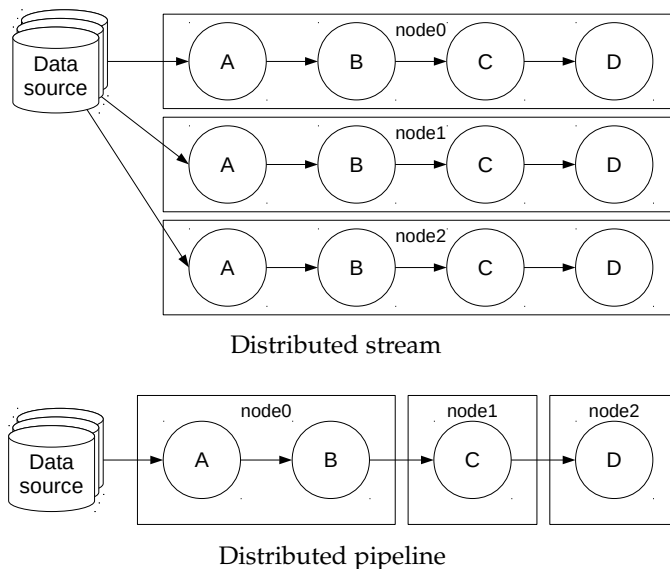 node0
Data
source
A B C D
node1
A B C D
node2
A B C D
Distributed stream
node0 node1 node2
Data
source
A B C D
Distributed pipeline